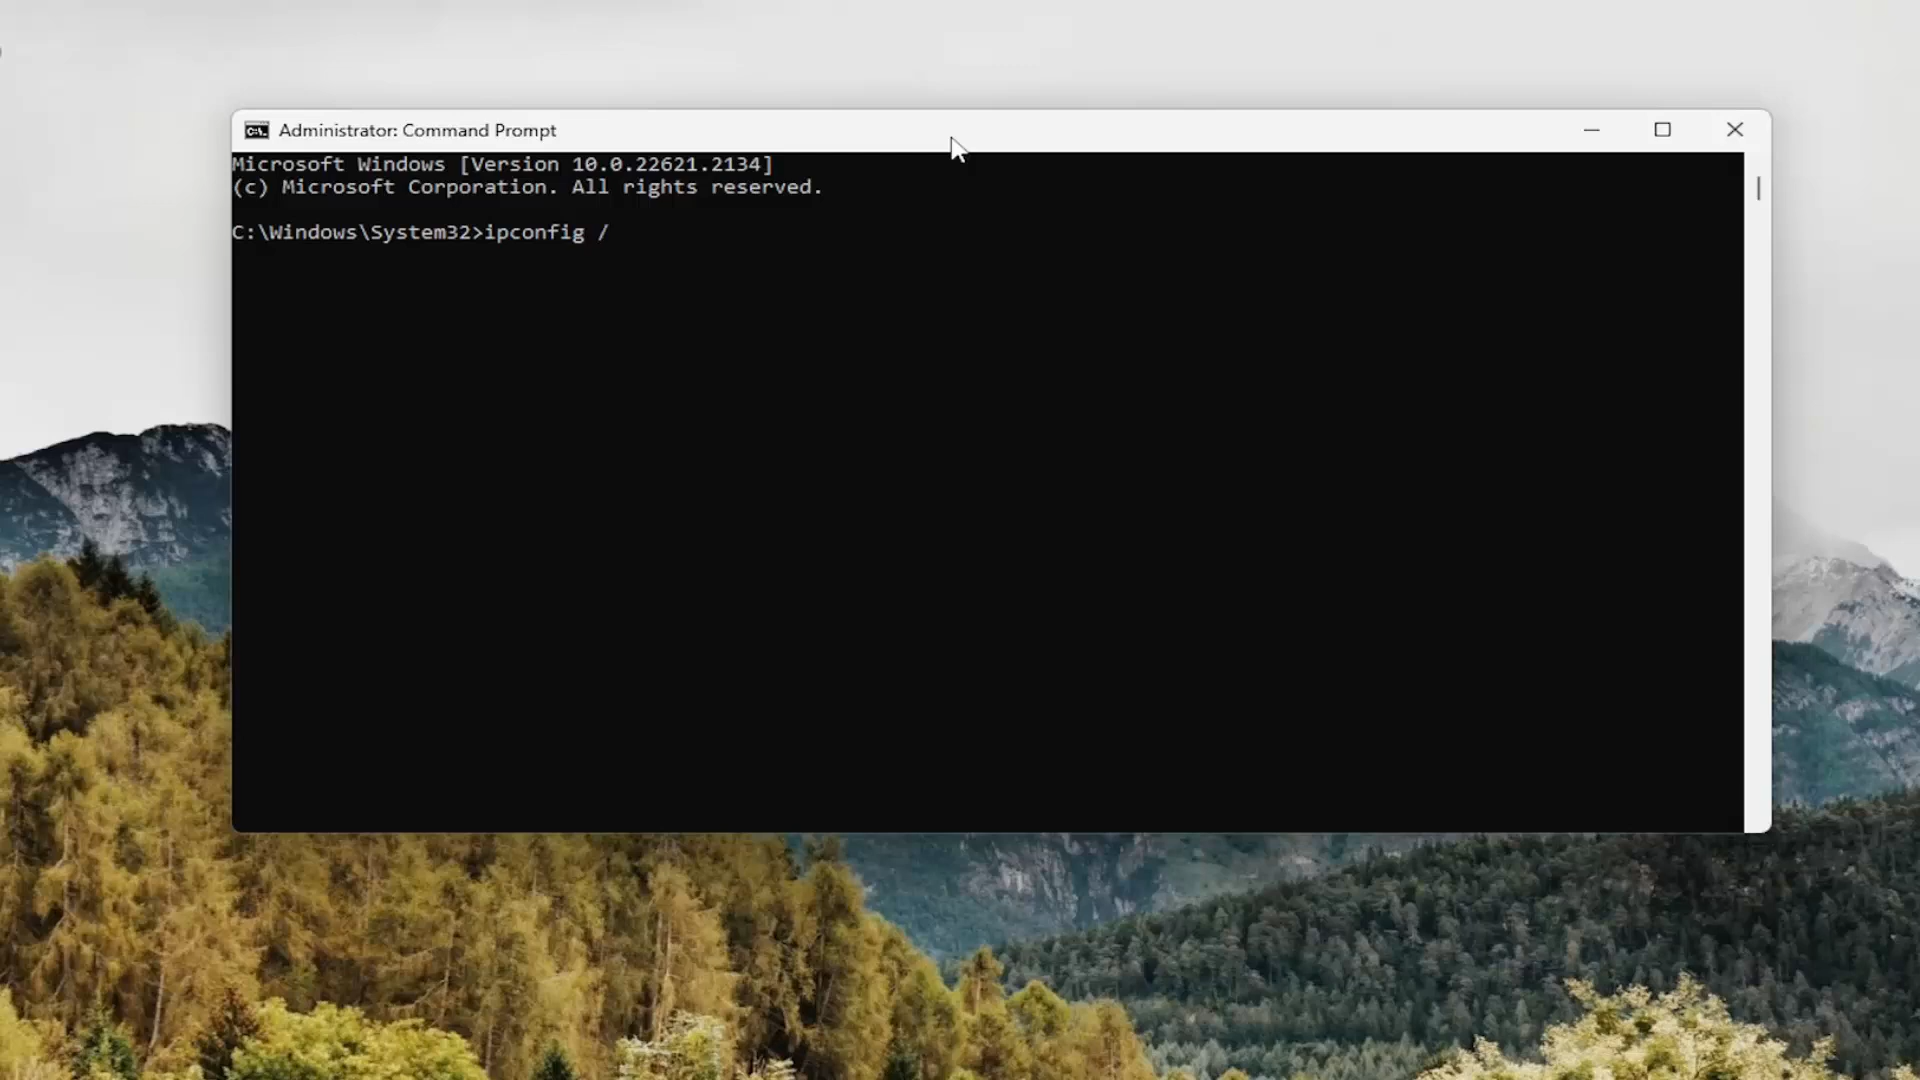 Administrator: Command Prompt
Microsoft Windows [Version 10.0.22621.2134]
(c) Microsoft Corporation. All rights reserved.
C:\Windows\System32>ipconfig /